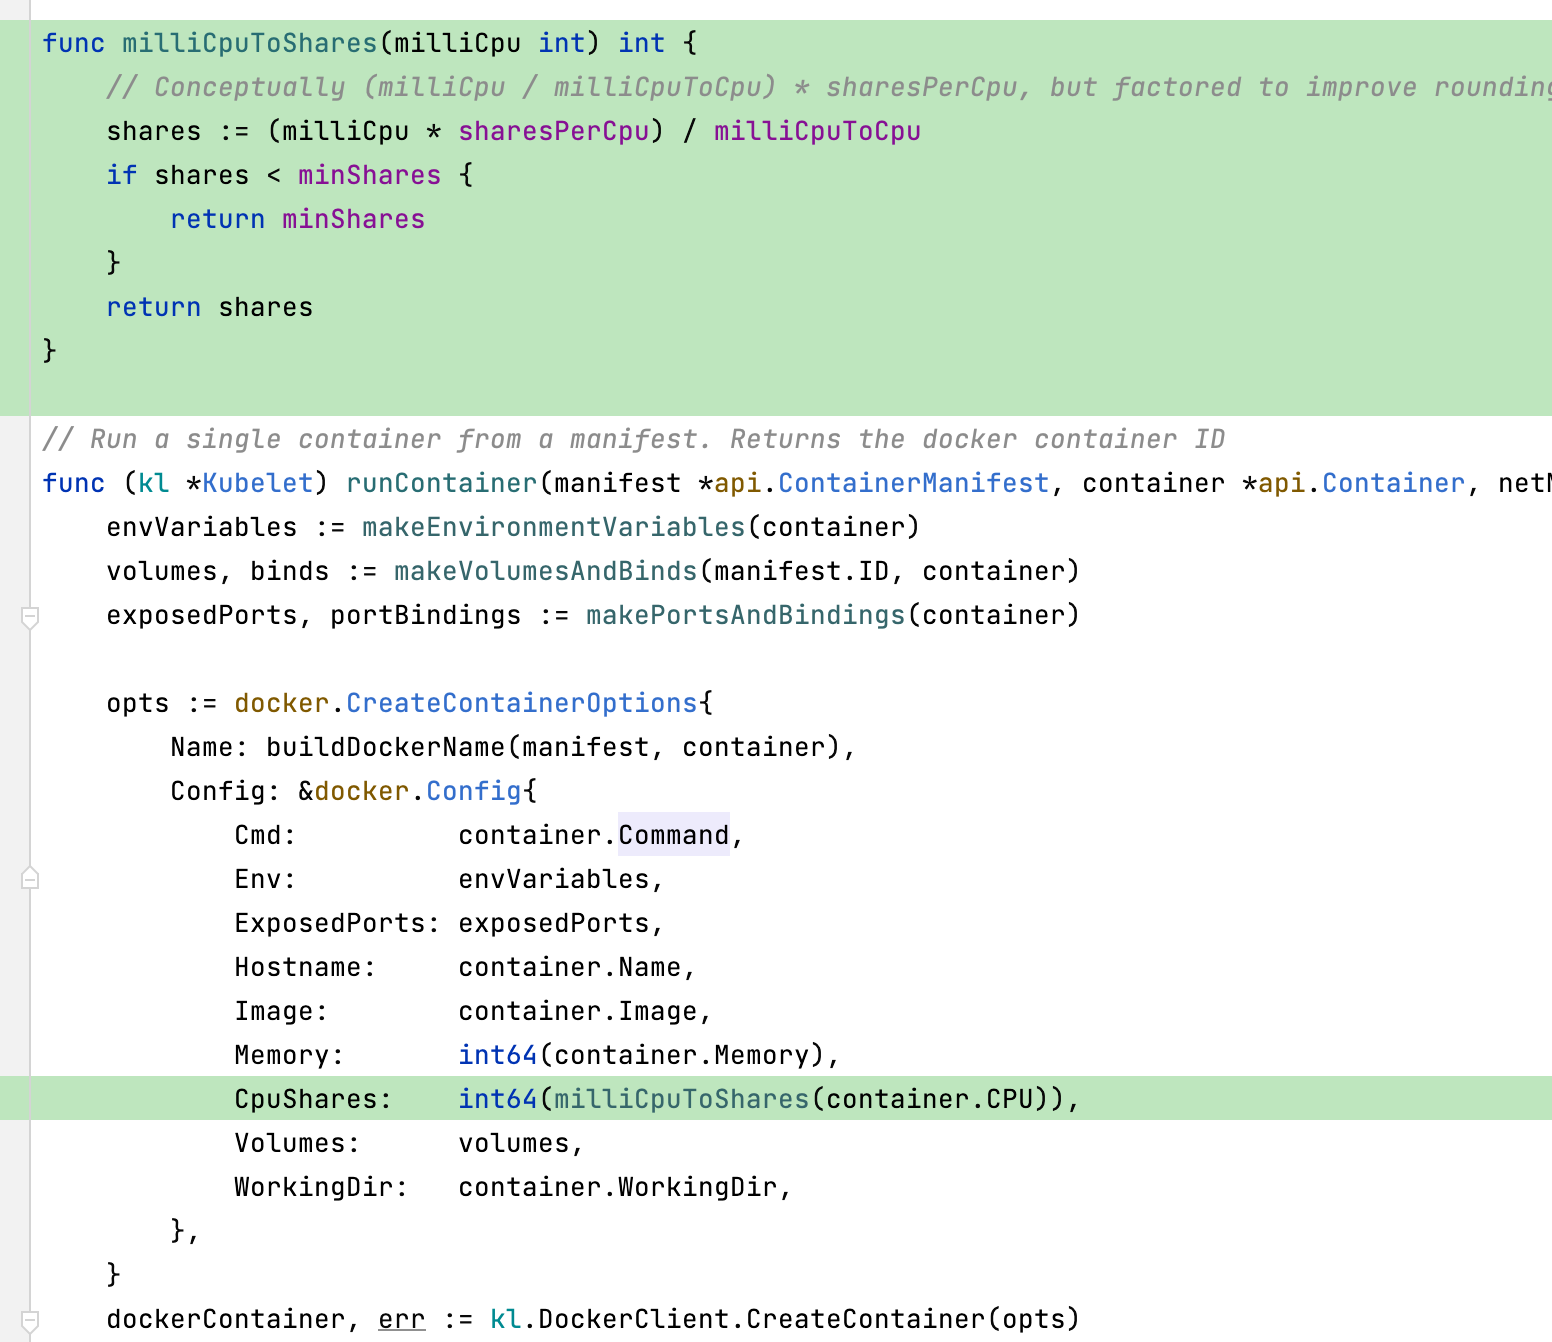 func milliCpuToShares(milliCpu int) int {
    // Conceptually (milliCpu / milliCpuToCpu) * sharesPerCpu, but factored to improve rounding
    shares := (milliCpu * sharesPerCpu) / milliCpuToCpu
    if shares < minShares {
        return minShares
    }
    return shares
}

// Run a single container from a manifest. Returns the docker container ID
func (kl *Kubelet) runContainer(manifest *api.ContainerManifest, container *api.Container, net
    envVariables := makeEnvironmentVariables(container)
    volumes, binds := makeVolumesAndBinds(manifest.ID, container)
    exposedPorts, portBindings := makePortsAndBindings(container)

    opts := docker.CreateContainerOptions{
        Name: buildDockerName(manifest, container),
        Config: &docker.Config{
            Cmd:          container.Command,
            Env:          envVariables,
            ExposedPorts: exposedPorts,
            Hostname:     container.Name,
            Image:        container.Image,
            Memory:       int64(container.Memory),
            CpuShares:    int64(milliCpuToShares(container.CPU)),
            Volumes:      volumes,
            WorkingDir:   container.WorkingDir,
        },
    }
    dockerContainer, err := kl.DockerClient.CreateContainer(opts)